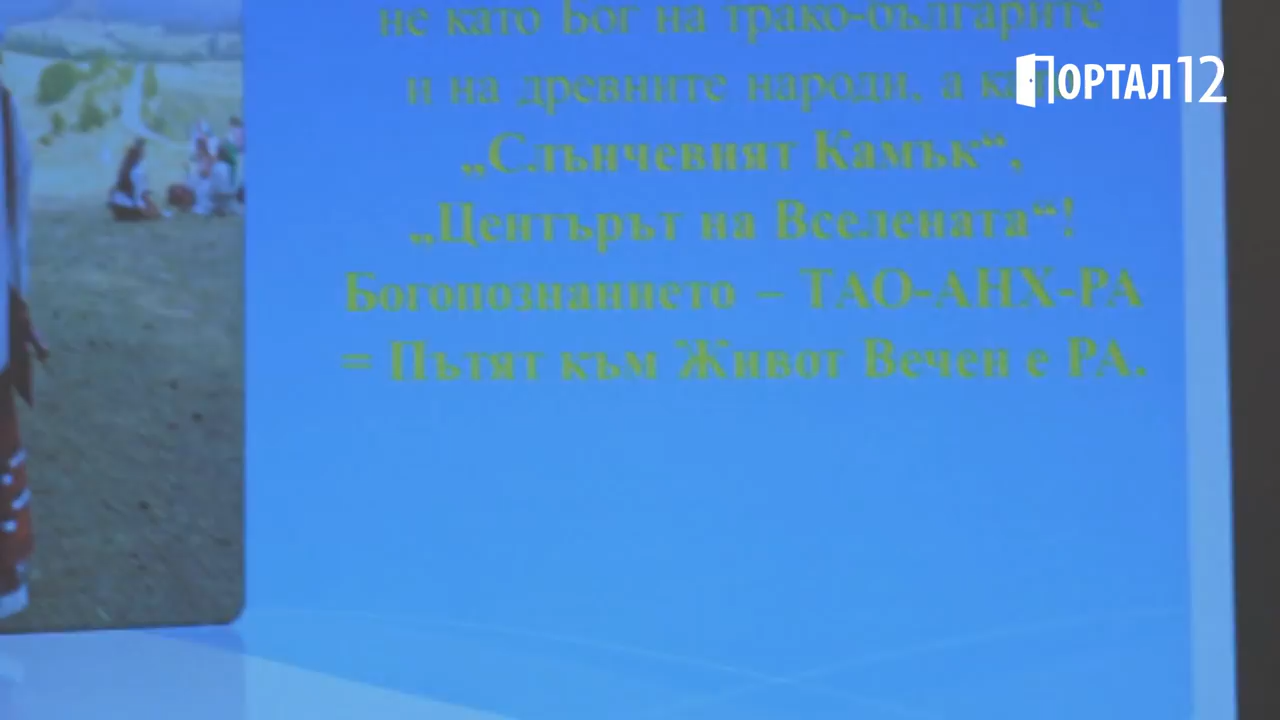 не като Бог на трако-българите
и на древните народи, а
ПОРТАЛ12
„Слънчевият Камък“,
„Центърът на Вселената“!
Богопознанието – ТАО-АНХ-РА
= Пътят към Живот Вечен е РА.